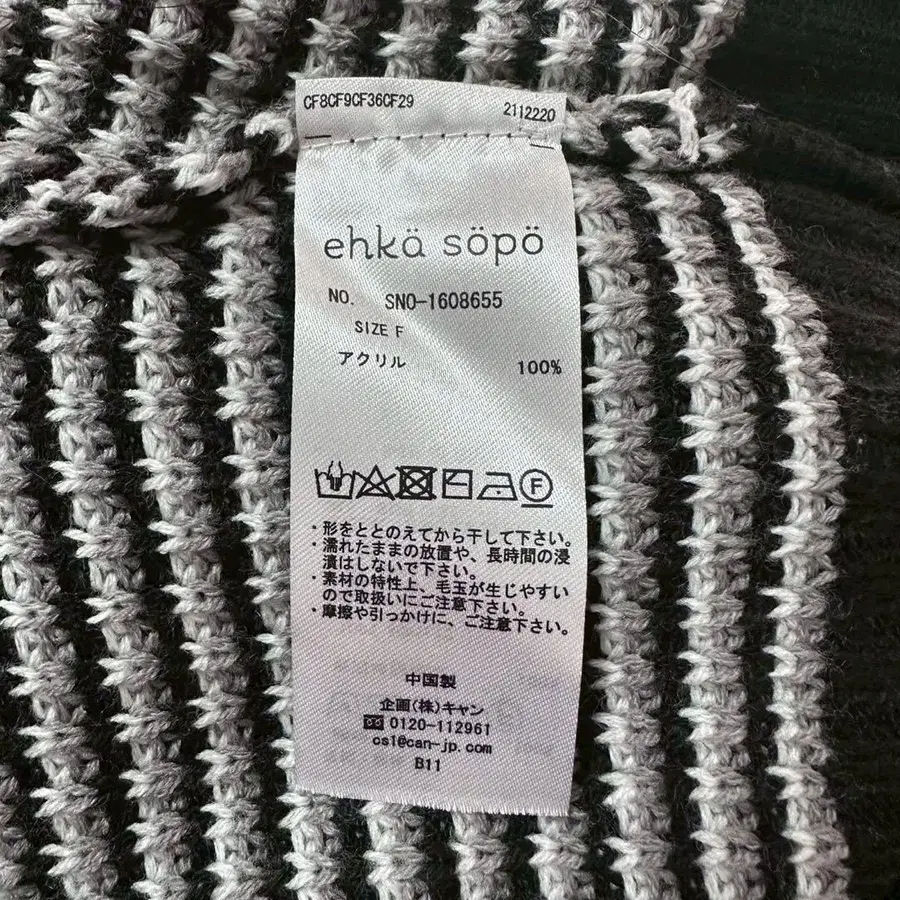 CF8CF9CF36CF29 2112220
ehkä söpö
NO. SNO-1608655
SIZE F
アクリル 100%
F
・形をととのえてから干して下さい。
・濡れたままの放置や、長時間の浸
漬はしないで下さい。
・素材の特性上、毛玉が生じやすい
ので取扱いにご注意下さい。
・摩擦や引っかけに、ご注意下さい。
中国製
企画(株)キャン
0120-112961
cs1@can-jp.com
B11